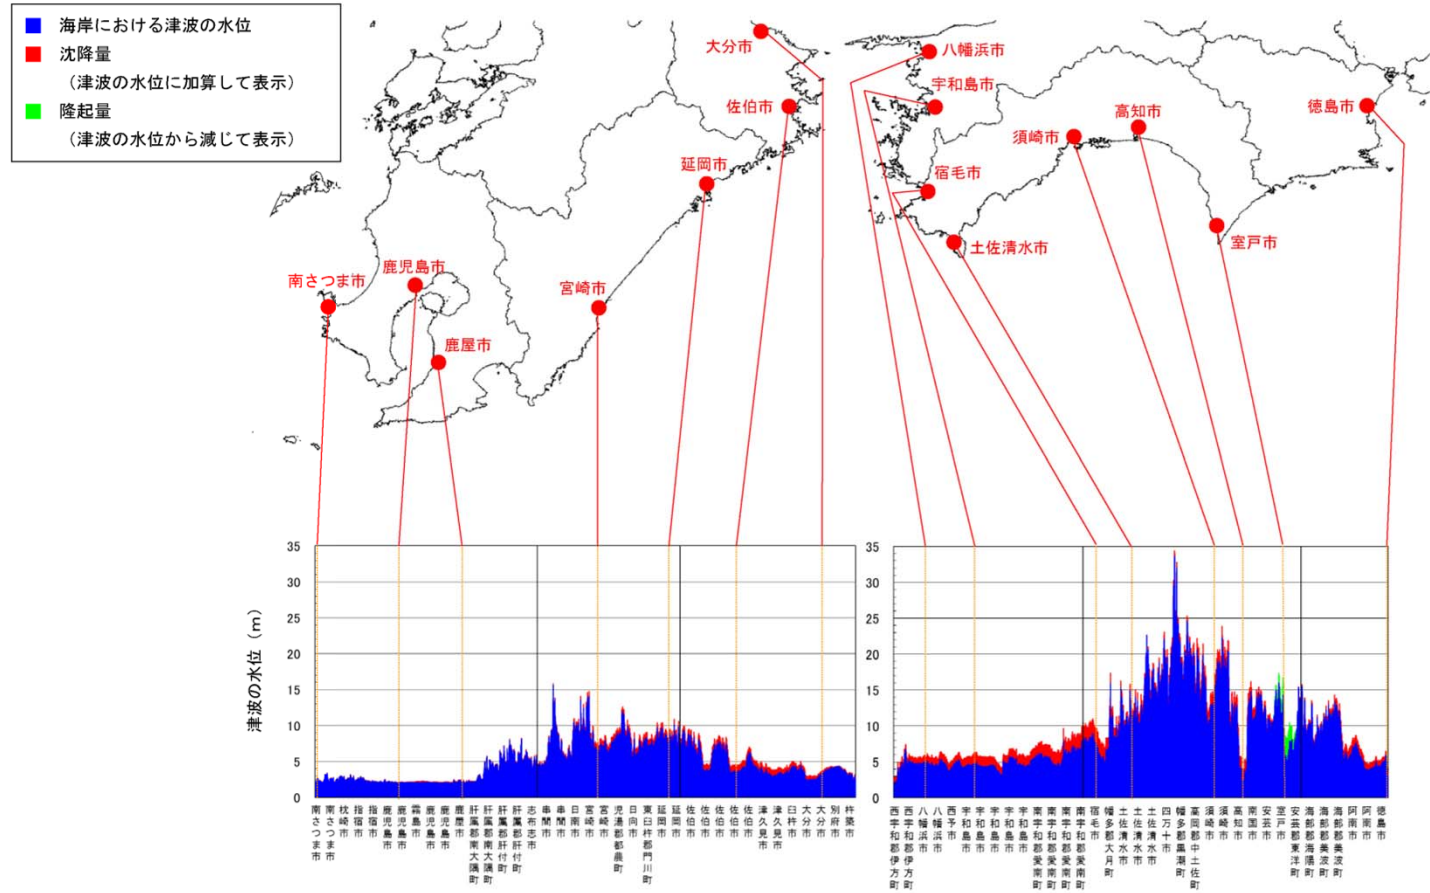 海岸における津波の水位
沈降量
（津波の水位に加算して表示）
隆起量
（津波の水位から減じて表示）
大分市
佐伯市
延岡市
宮崎市
南さつま市
鹿児島市
鹿屋市
八幡浜市
宇和島市
宿毛市
土佐清水市
須崎市
高知市
室戸市
徳島市
津波の水位（m）
35
30
25
20
15
10
5
0
南さつま市
南さつま市
枕崎市
指宿市
指宿市
鹿児島市
鹿児島市
霧島市
鹿児島市
鹿児島市
鹿屋市
肝属郡南大隅町
肝属郡南大隅町
肝属郡肝付町
肝属郡肝付町
志布志市
串間市
串間市
日南市
宮崎市
宮崎市
児湯郡都農町
日向市
東臼杵郡門川町
延岡市
延岡市
佐伯市
佐伯市
佐伯市
佐伯市
佐伯市
津久見市
津久見市
臼杵市
大分市
大分市
別府市
杵築市
35
30
25
20
15
10
5
0
西宇和郡伊方町
西宇和郡伊方町
八幡浜市
八幡浜市
西予市
宇和島市
宇和島市
宇和島市
宇和島市
宇和島市
南宇和郡愛南町
南宇和郡愛南町
南宇和郡愛南町
南宇和郡愛南町
宿毛市
幡多郡大月町
土佐清水市
土佐清水市
土佐清水市
四万十市
幡多郡黒潮町
高岡郡中土佐町
須崎市
須崎市
高知市
南国市
安芸市
室戸市
安芸郡東洋町
海部郡海陽町
海部郡美波町
海部郡美波町
阿南市
阿南市
徳島市